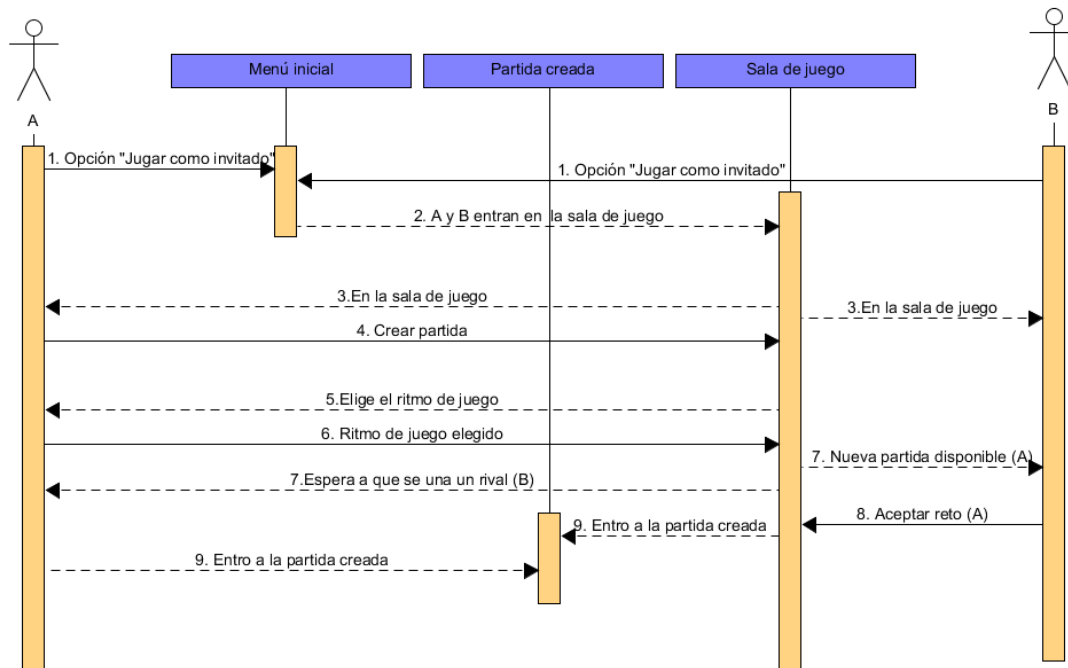 Menú inicial
Partida creada
Sala de juego
A
B
1. Opción "Jugar como invitado"
1. Opción "Jugar como invitado"
2. A y B entran en la sala de juego
3.En la sala de juego
3.En la sala de juego
4. Crear partida
5.Elige el ritmo de juego
6. Ritmo de juego elegido
7. Nueva partida disponible (A)
7.Espera a que se una un rival (B)
8. Aceptar reto (A)
9. Entro a la partida creada
9. Entro a la partida creada